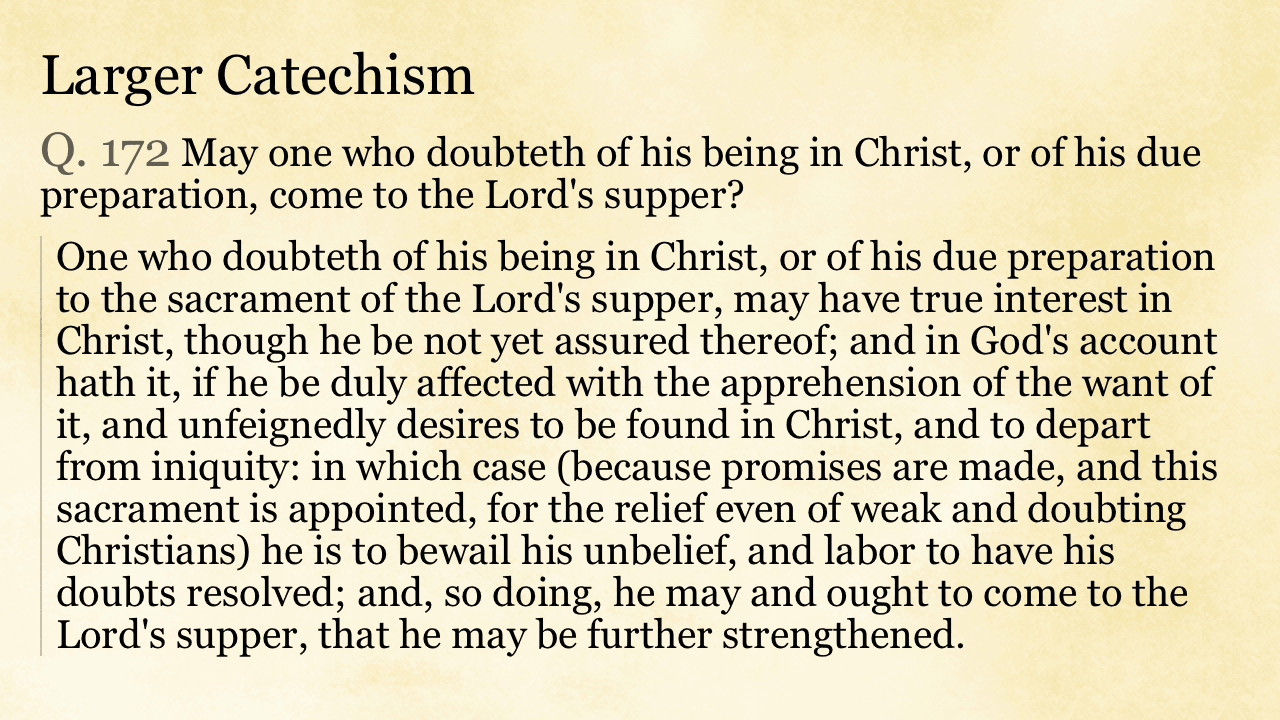 Larger Catechism
Q. 172 May one who doubteth of his being in Christ, or of his due
preparation, come to the Lord's supper?
One who doubteth of his being in Christ, or of his due preparation
to the sacrament of the Lord's supper, may have true interest in
Christ, though he be not yet assured thereof; and in God's account
hath it, if he be duly affected with the apprehension of the want of
it, and unfeignedly desires to be found in Christ, and to depart
from iniquity: in which case (because promises are made, and this
sacrament is appointed, for the relief even of weak and doubting
Christians) he is to bewail his unbelief, and labor to have his
doubts resolved; and, so doing, he may and ought to come to the
Lord's supper, that he may be further strengthened.